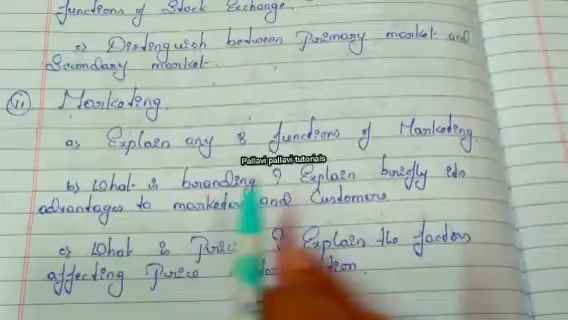 functions of Stock Exchange.
c) Distinguish between Primary market and
Secondary market.
vi) Marketing.
a) Explain any 8 functions of Marketing
Pallavi pallavi tutorials
b) What is branding ? Explain briefly its
advantages to marketers and Customers
c) What is Price ? Explain the factors
affecting Price